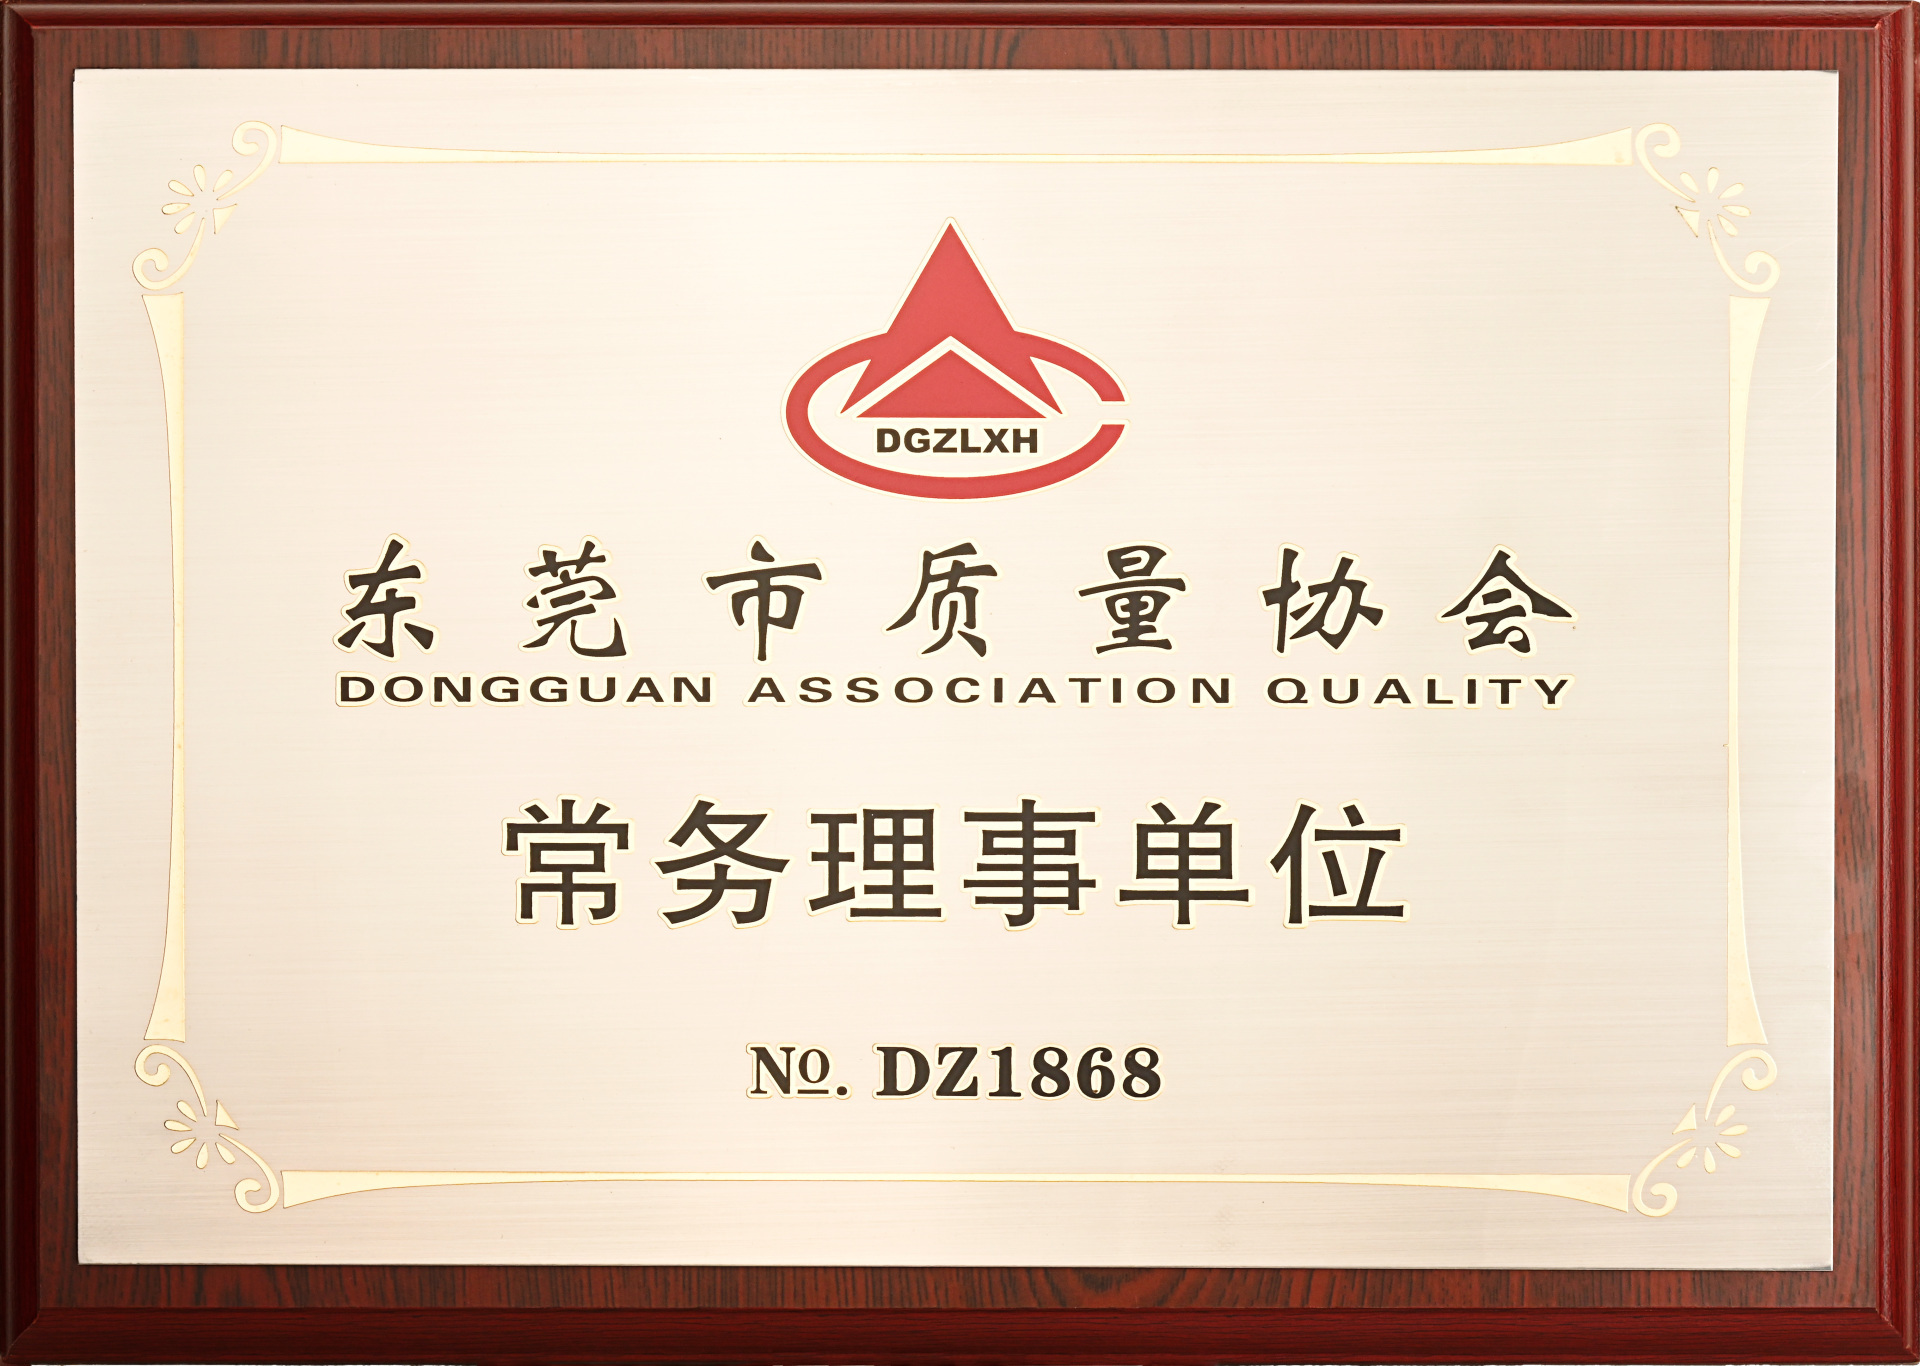 DGZLXH
东莞市质量协会
DONGGUAN ASSOCIATION QUALITY
常务理事单位
№. DZ1868